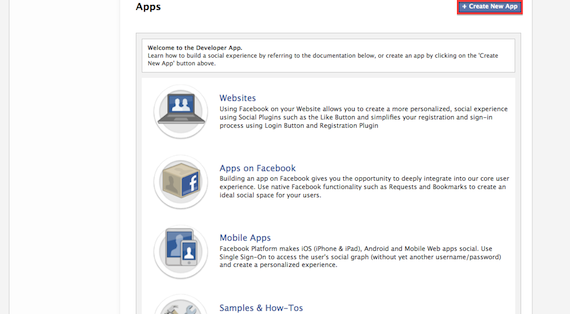 Apps
+ Create New App
Welcome to the Developer App.
Learn how to build a social experience by referring to the documentation below, or create an app by clicking on the 'Create
New App' button above.
Websites
Using Facebook on your Website allows you to create a more personalized, social experience
using Social Plugins such as the Like Button and simplifies your registration and sign-in
process using Login Button and Registration Plugin
Apps on Facebook
Building an app on Facebook gives you the opportunity to deeply integrate into our core user
experience. Use native Facebook functionality such as Requests and Bookmarks to create an
ideal social space for your users.
Mobile Apps
Facebook Platform makes iOS (iPhone & iPad), Android and Mobile Web apps social. Use
Single Sign-On to access the user's social graph (without yet another username/password)
and create a personalized experience.
Samples & How-Tos